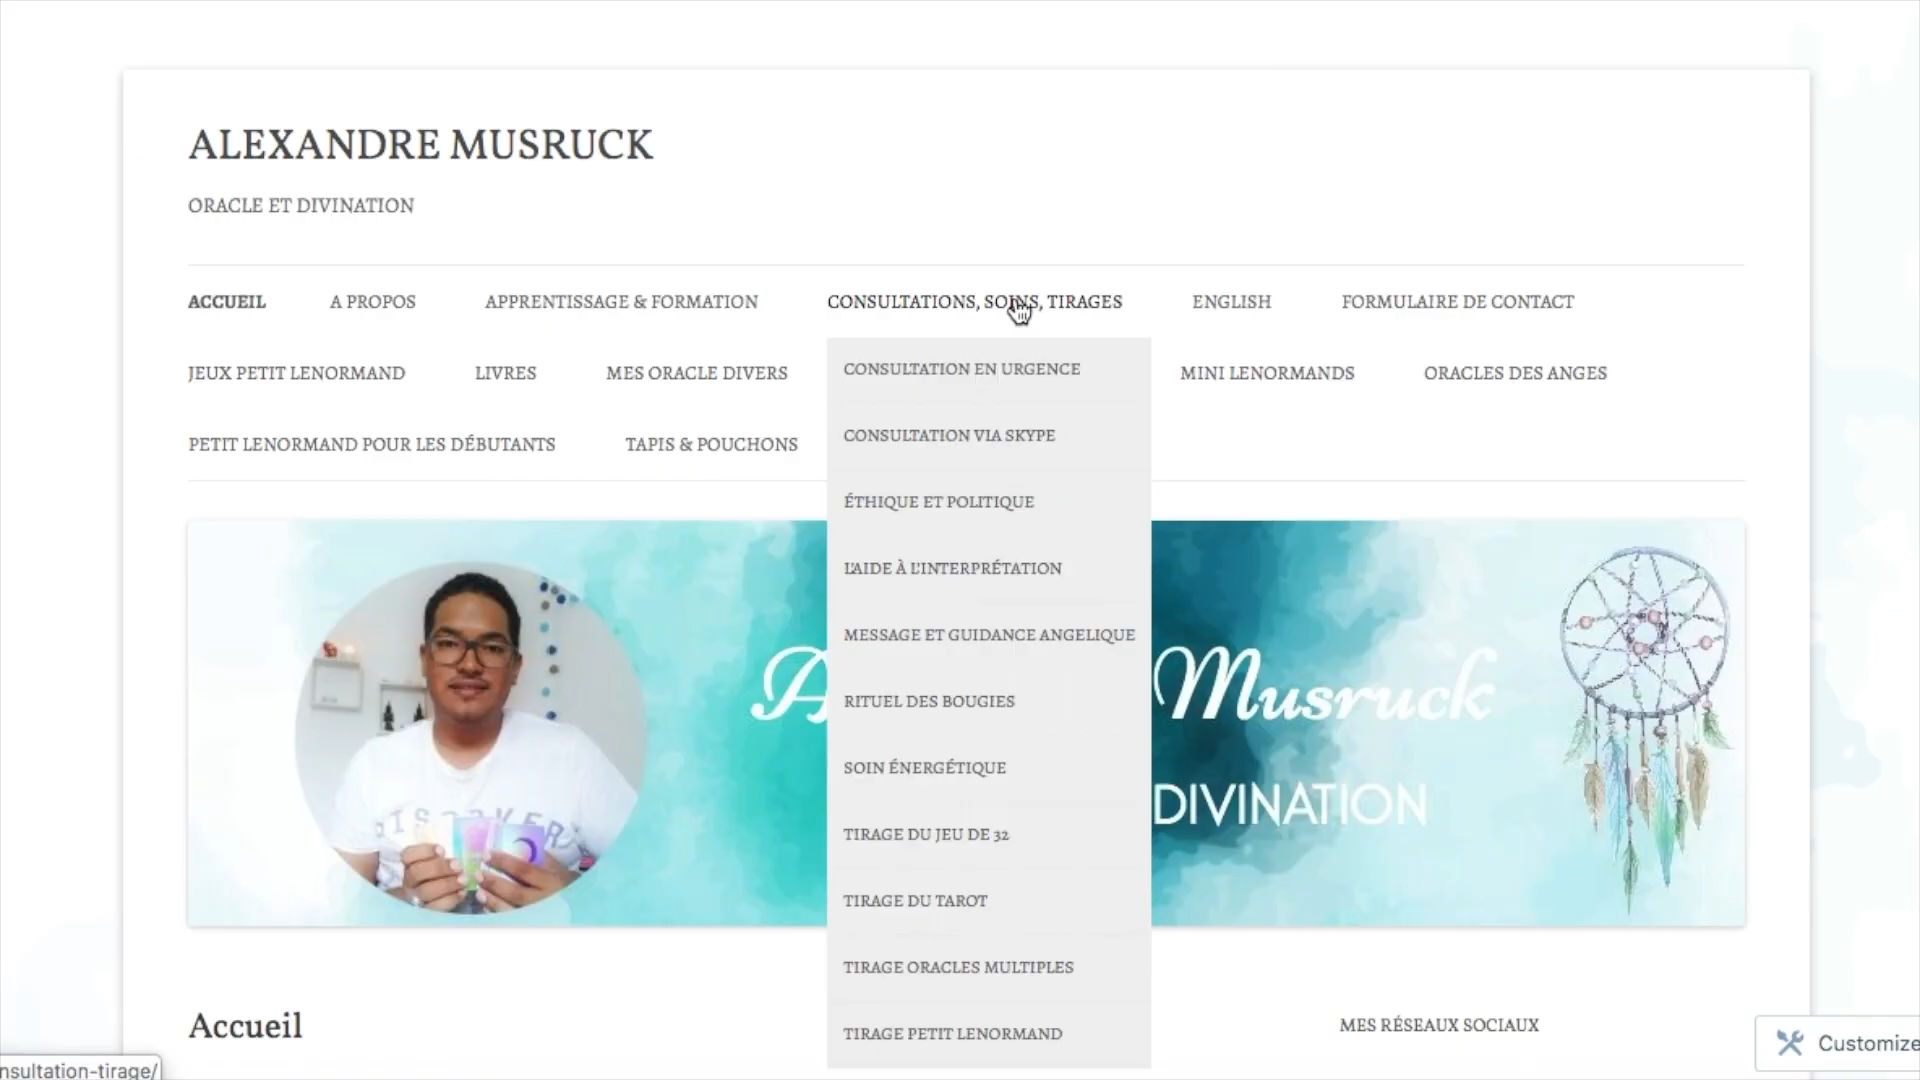 ALEXANDRE MUSRUCK
ORACLE ET DIVINATION
ACCUEIL A PROPOS APPRENTISSAGE & FORMATION CONSULTATIONS, SOINS, TIRAGES ENGLISH FORMULAIRE DE CONTACT
JEUX PETIT LENORMAND LIVRES MES ORACLE DIVERS MINI LENORMANDS ORACLES DES ANGES
PETIT LENORMAND POUR LES DÉBUTANTS TAPIS & POUCHONS
CONSULTATION EN URGENCE
CONSULTATION VIA SKYPE
ÉTHIQUE ET POLITIQUE
L'AIDE À L'INTERPRÉTATION
MESSAGE ET GUIDANCE ANGELIQUE
RITUEL DES BOUGIES
SOIN ÉNERGÉTIQUE
TIRAGE DU JEU DE 32
TIRAGE DU TAROT
TIRAGE ORACLES MULTIPLES
TIRAGE PETIT LENORMAND
A Musruck
DIVINATION
Accueil
MES RÉSEAUX SOCIAUX
Customize
nsultation-tirage/